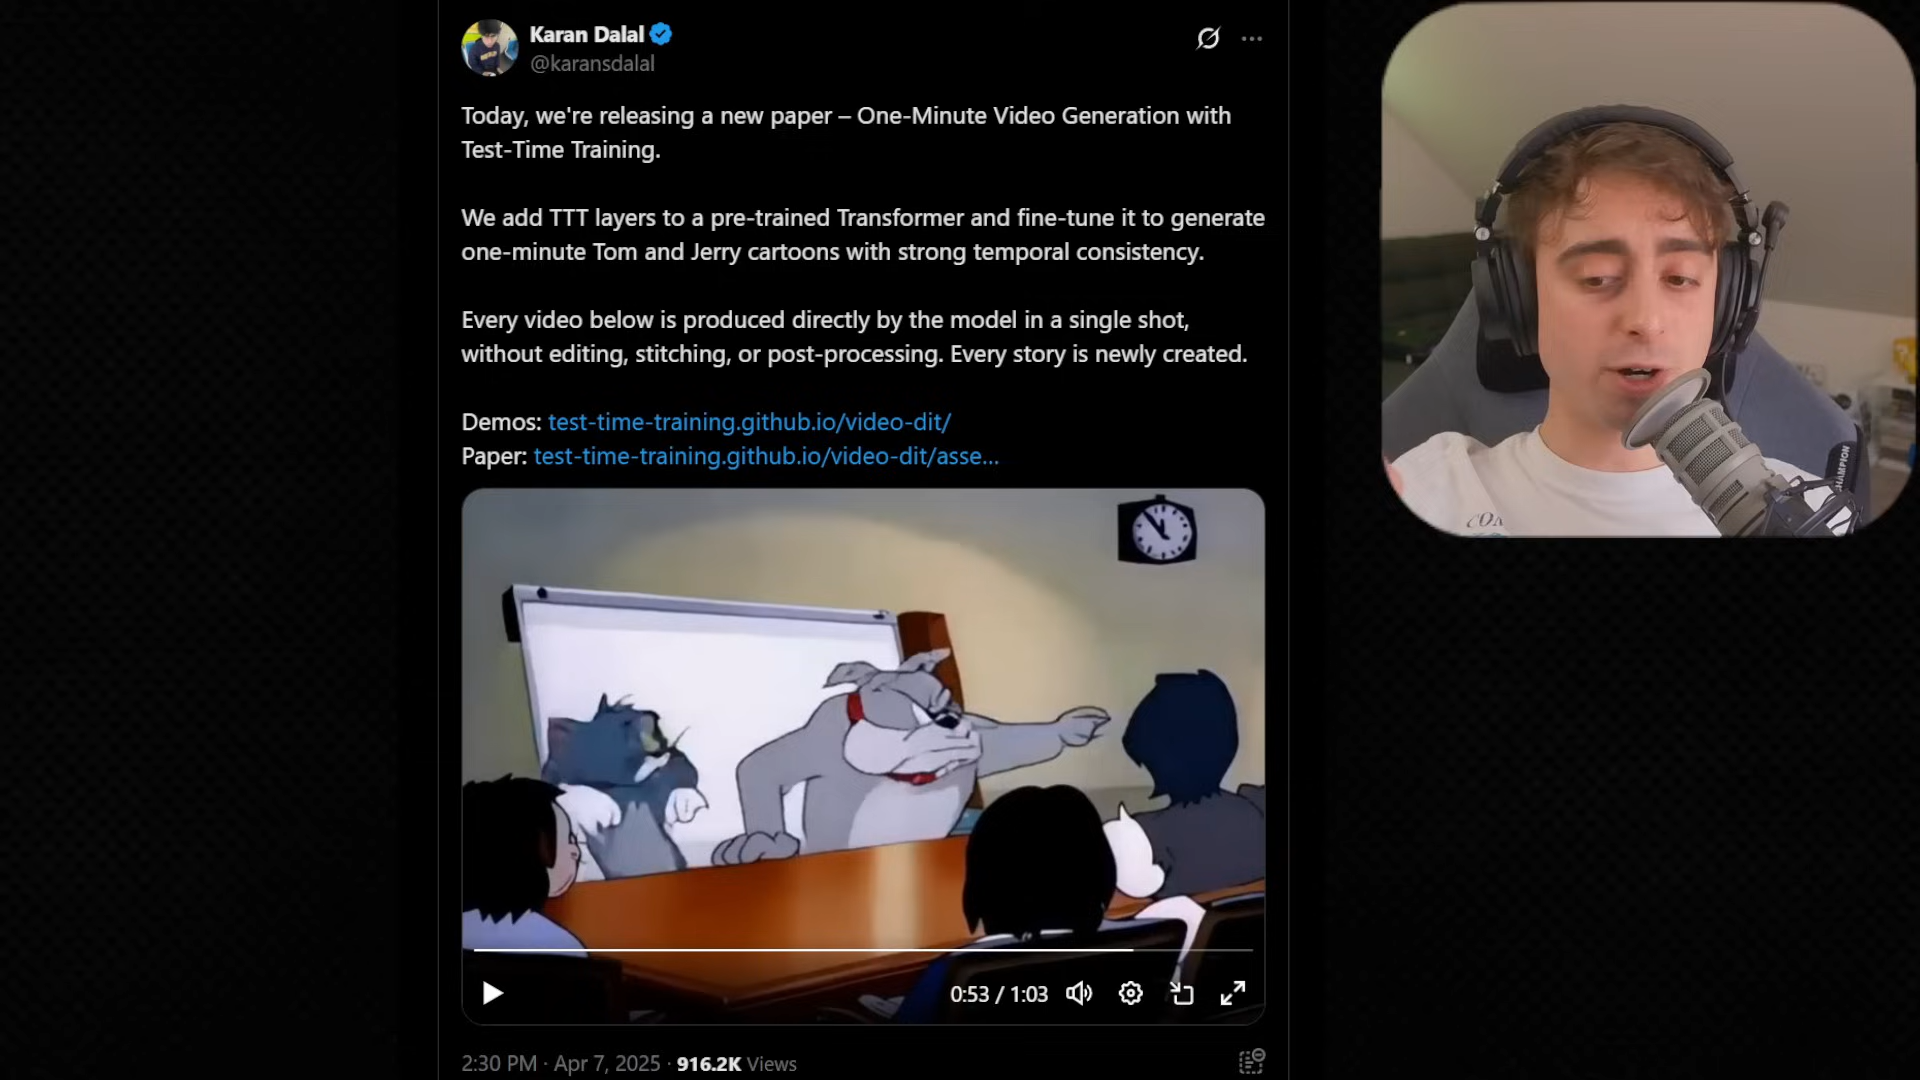 Karan Dalal
@karansdalal
Today, we're releasing a new paper – One-Minute Video Generation with
Test-Time Training.
We add TTT layers to a pre-trained Transformer and fine-tune it to generate
one-minute Tom and Jerry cartoons with strong temporal consistency.
Every video below is produced directly by the model in a single shot,
without editing, stitching, or post-processing. Every story is newly created.
Demos: test-time-training.github.io/video-dit/
Paper: test-time-training.github.io/video-dit/asse...
0:53 / 1:03
2:30 PM · Apr 7, 2025 · 916.2K Views